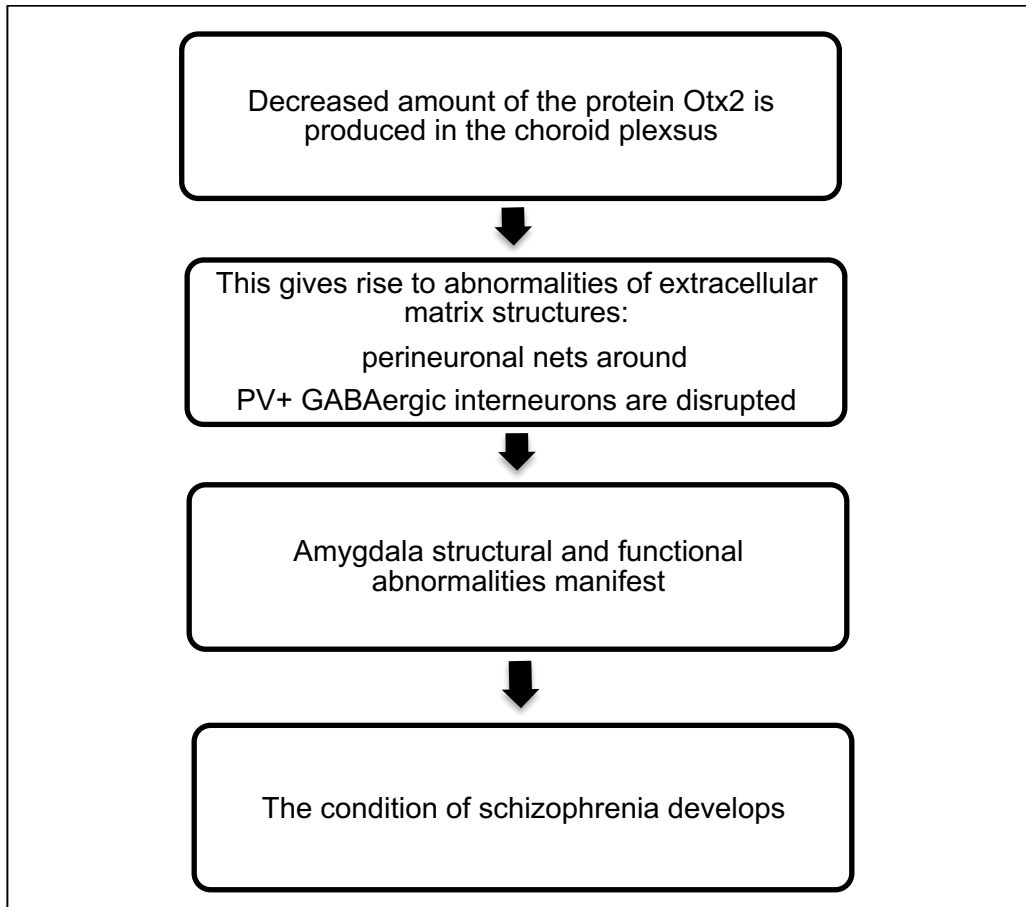 Decreased amount of the protein Otx2 is
produced in the choroid plexsus
This gives rise to abnormalities of extracellular
matrix structures:
perineuronal nets around
PV+ GABAergic interneurons are disrupted
Amygdala structural and functional
abnormalities manifest
The condition of schizophrenia develops